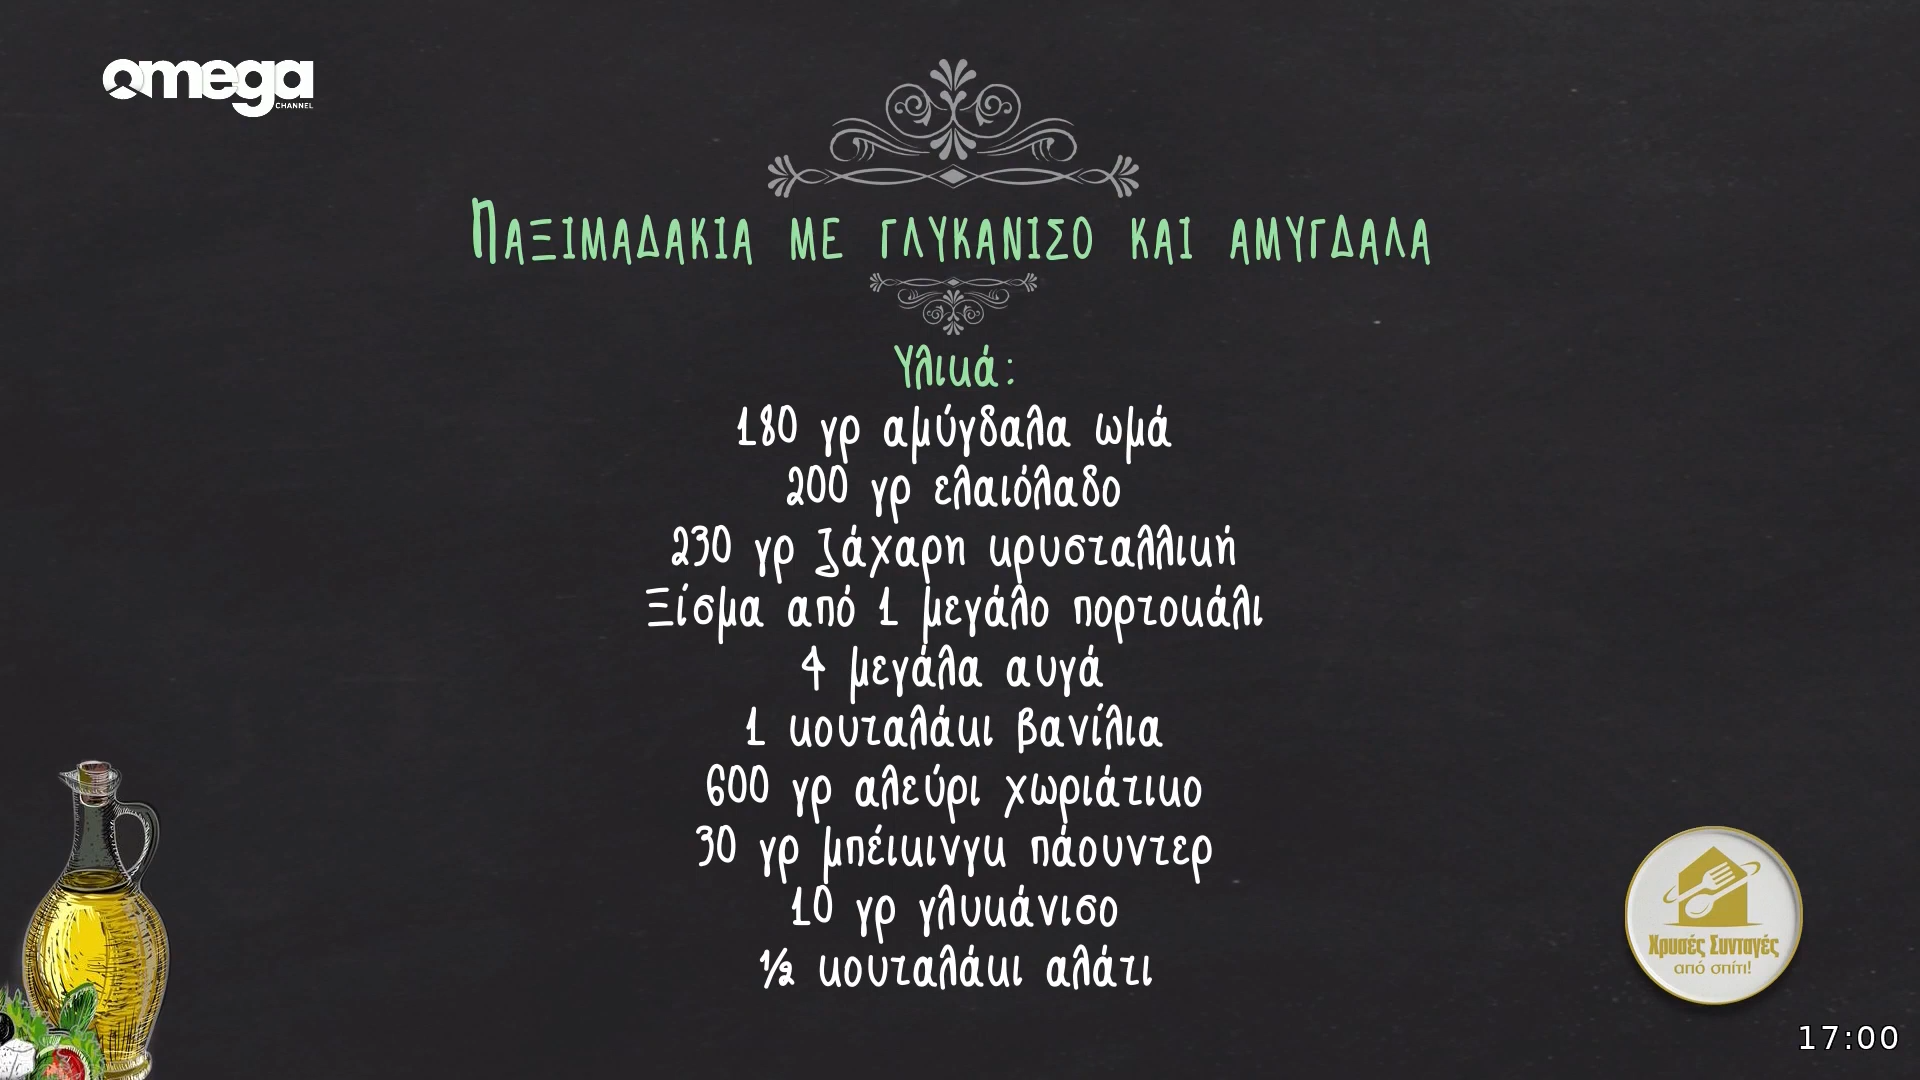 omega
CHANNEL
ΠΑΞΙΜΑΔΑΚΙΑ ΜΕ ΓΛΥΚΑΝΙΣΟ ΚΑΙ ΑΜΥΓΔΑΛΑ
Υλικά:
180 γρ αμύγδαλα ωμά
200 γρ ελαιόλαδο
230 γρ ζάχαρη κρυσταλλική
Ξίσμα από 1 μεγάλο πορτοκάλι
4 μεγάλα αυγά
1 κουταλάκι βανίλια
600 γρ αλεύρι χωριάτικο
30 γρ μπέικινγκ πάουντερ
10 γρ γλυκάνισο
½ κουταλάκι αλάτι
Χρυσές Συνταγές
από σπίτι!
17:00